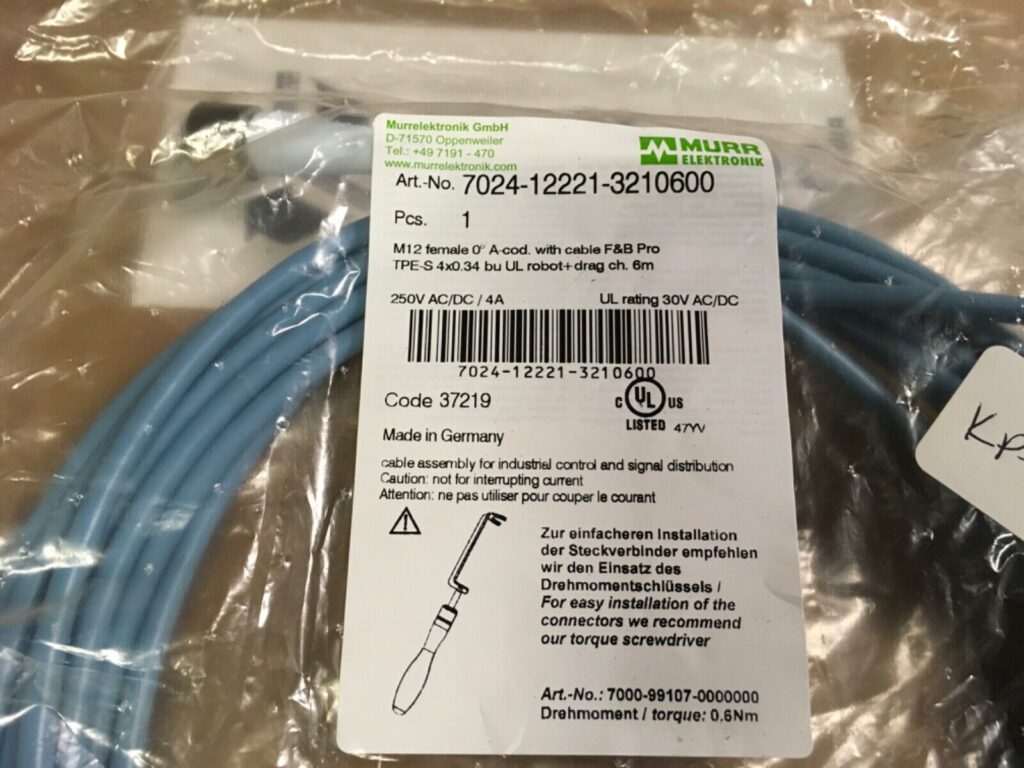 Murrelektronik GmbH
D-71570 Oppenweiler
Tel.: +49 7191 - 470
www.murrelektronik.com
MURR
ELEKTRONIK
Art.-No. 7024-12221-3210600
Pcs. 1
M12 female 0° A-cod. with cable F&B Pro
TPE-S 4x0.34 bu UL robot+drag ch. 6m
250V AC/DC / 4A UL rating 30V AC/DC
7024-12221-3210600
Code 37219
C UL US
LISTED 47YV
Made in Germany
cable assembly for industrial control and signal distribution
Caution: not for interrupting current
Attention: ne pas utiliser pour couper le courant
Zur einfacheren Installation
der Steckverbinder empfehlen
wir den Einsatz des
Drehmomentschlüssels /
For easy installation of the
connectors we recommend
our torque screwdriver
Art.-No.: 7000-99107-0000000
Drehmoment / torque: 0.6Nm